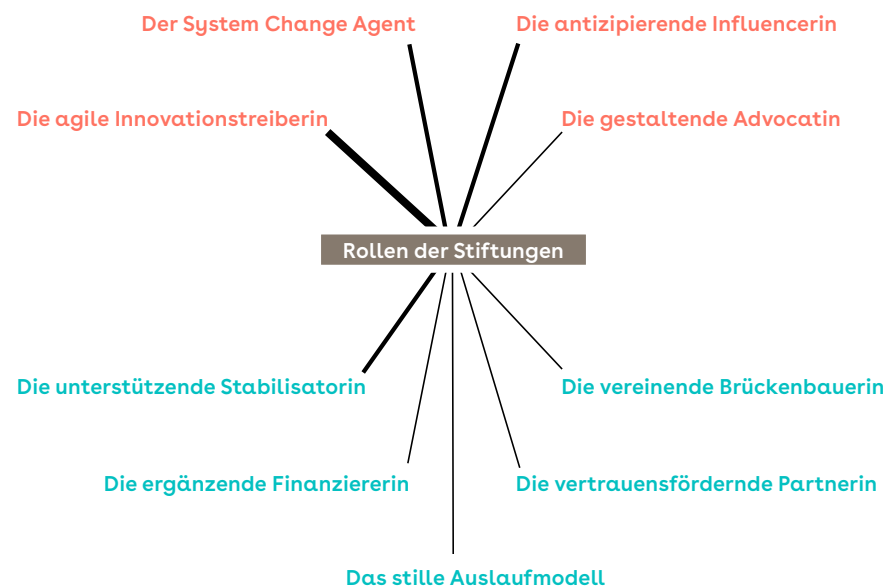 Der System Change Agent
Die antizipierende Influencerin
Die agile Innovationstreiberin
Die gestaltende Advocatin
Rollen der Stiftungen
Die unterstützende Stabilisatorin
Die vereinende Brückenbauerin
Die ergänzende Finanziererin
Die vertrauensfördernde Partnerin
Das stille Auslaufmodell